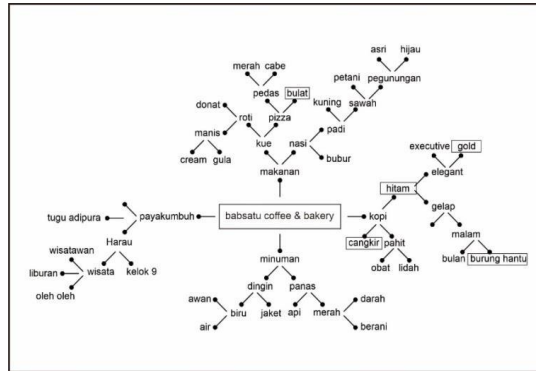 asri hijau
merah cabe
petani pegunungan
pedas bulat
kuning sawah
donat roti pizza
padi
manis kue nasi
executive gold
cream gula
bubur
makanan
elegant
hitam
babsatu coffee & bakery
kopi
gelap
tugu adipura payakumbuh
cangkir pahit
malam
Harau
wisatawan
minuman
obat lidah
bulan burung hantu
liburan wisata kelok 9
dingin panas
oleh oleh
awan
darah
biru jaket api merah
air
berani